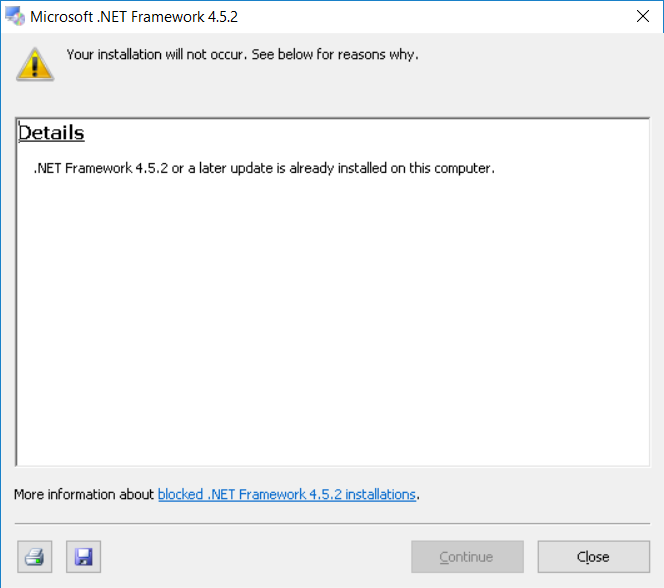 Microsoft .NET Framework 4.5.2
Your installation will not occur. See below for reasons why.
Details
.NET Framework 4.5.2 or a later update is already installed on this computer.
More information about blocked .NET Framework 4.5.2 installations.
Continue
Close